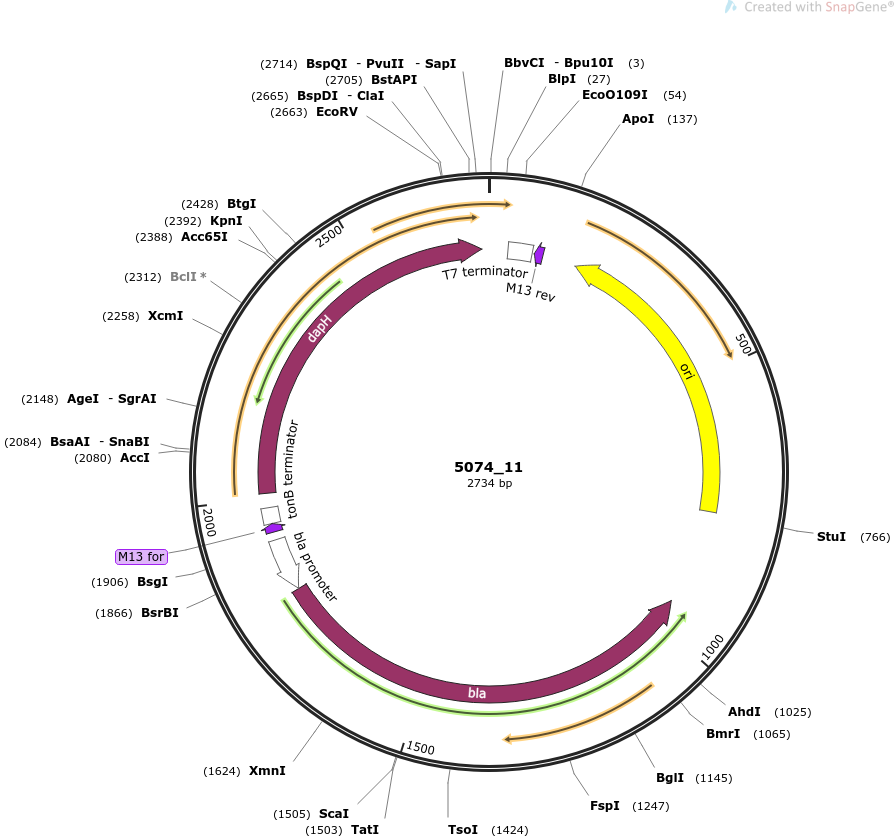 Created with SnapGene®
(2714) BspQI - PvuII - SapI
(2705) BstAPI
(2665) BspDI - ClaI
(2663) EcoRV
BbvCI - Bpu10I (3)
BlpI (27)
EcoO109I (54)
ApoI (137)
(2428) BtgI
(2392) KpnI
(2388) Acc65I
(2312) BclI *
(2258) XcmI
(2148) AgeI - SgrAI
(2084) BsaAI - SnaBI
(2080) AccI
2500
T7 terminator
M13 rev
dapH
500
ori
5074_11
2734 bp
tonB terminator
2000
M13 for
bla promoter
(1906) BsgI
(1866) BsrBI
StuI (766)
bla
1000
AhdI (1025)
BmrI (1065)
BglI (1145)
FspI (1247)
1500
(1624) XmnI
(1505) ScaI
(1503) TatI
TsoI (1424)